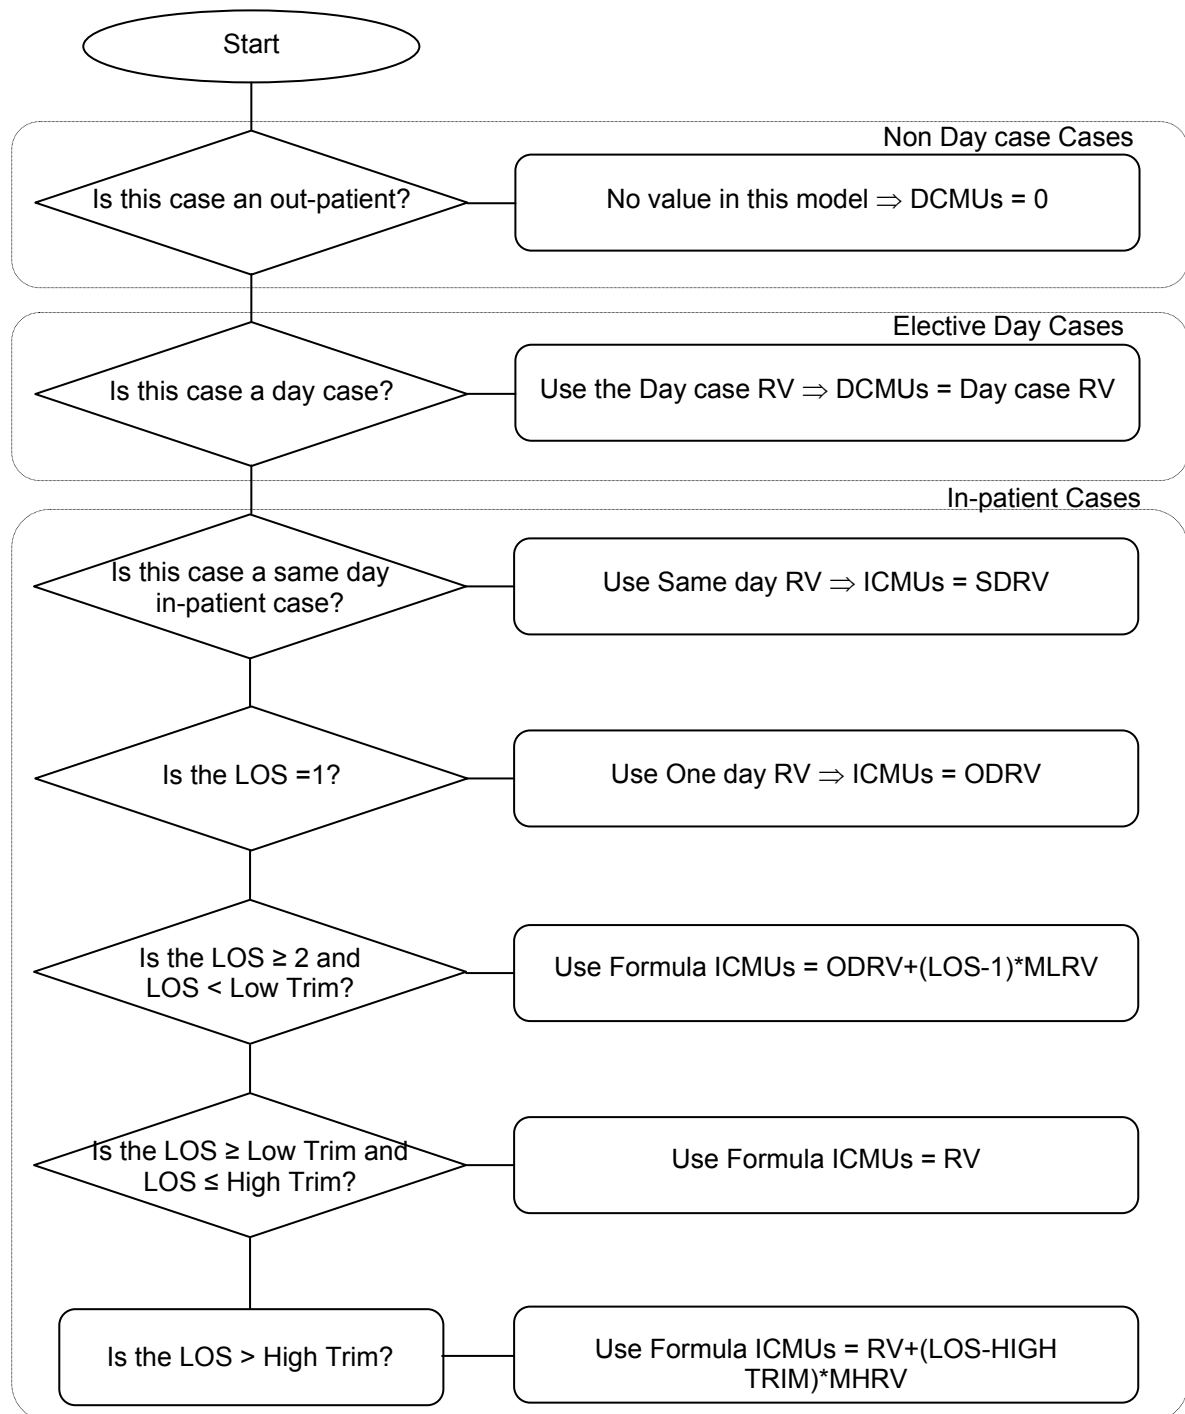 Start
Non Day case Cases
Is this case an out-patient?
No value in this model ⇒ DCMUs = 0
Elective Day Cases
Is this case a day case?
Use the Day case RV ⇒ DCMUs = Day case RV
In-patient Cases
Is this case a same day
in-patient case?
Use Same day RV ⇒ ICMUs = SDRV
Is the LOS =1?
Use One day RV ⇒ ICMUs = ODRV
Is the LOS ≥ 2 and
LOS < Low Trim?
Use Formula ICMUs = ODRV+(LOS-1)*MLRV
Is the LOS ≥ Low Trim and
LOS ≤ High Trim?
Use Formula ICMUs = RV
Is the LOS > High Trim?
Use Formula ICMUs = RV+(LOS-HIGH
TRIM)*MHRV